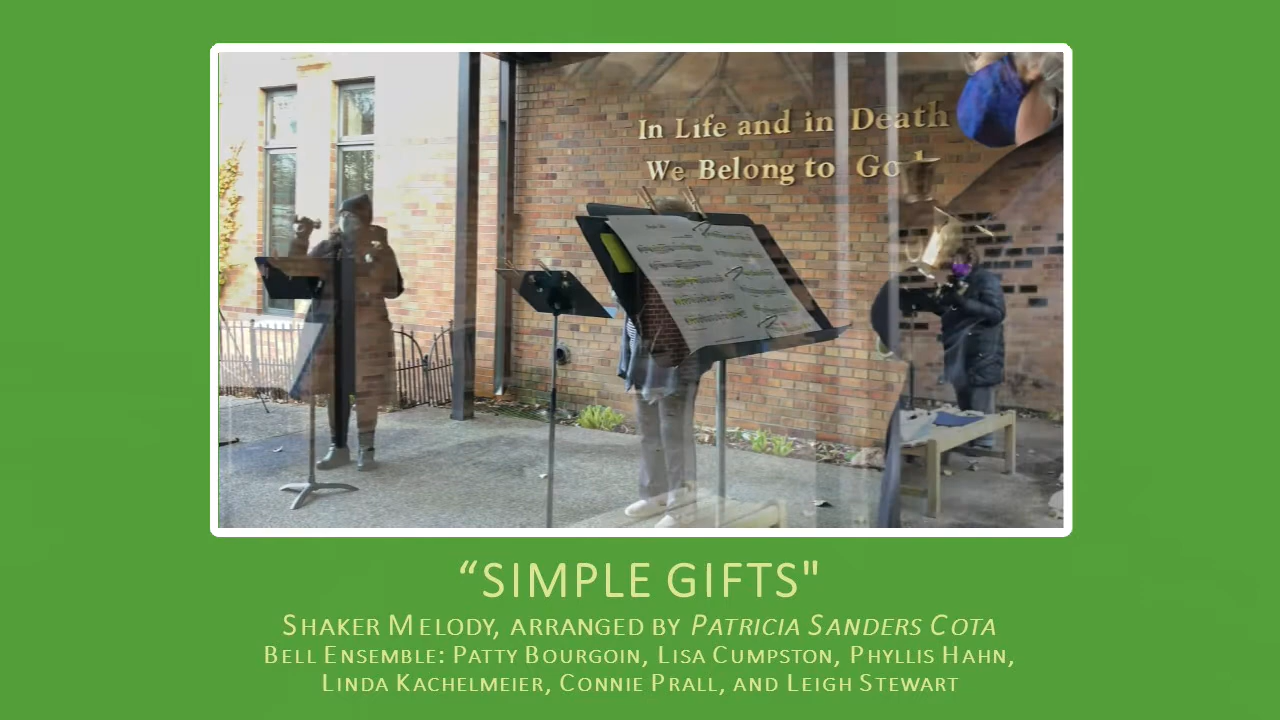 In Life and in Death
We Belong to God
“SIMPLE GIFTS"
SHAKER MELODY, ARRANGED BY PATRICIA SANDERS COTA
BELL ENSEMBLE: PATTY BOURGOIN, LISA CUMPSTON, PHYLLIS HAHN,
LINDA KACHELMEIER, CONNIE PRALL, AND LEIGH STEWART